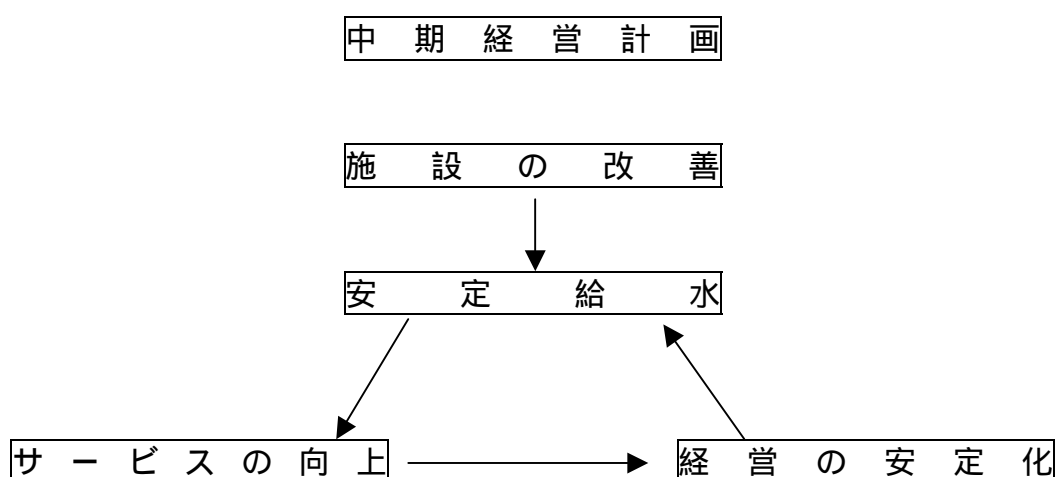 中期経営計画
施設の改善
安定給水
サービスの向上
経営の安定化